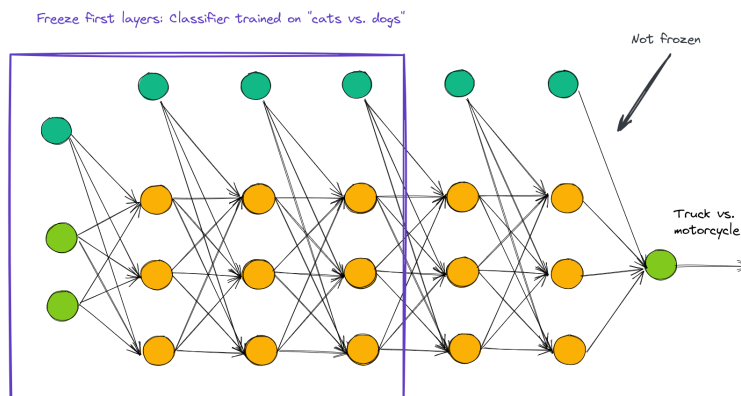 Freeze first layers: Classifier trained on "cats vs. dogs"
Not frozen
Truck vs.
motorcycle